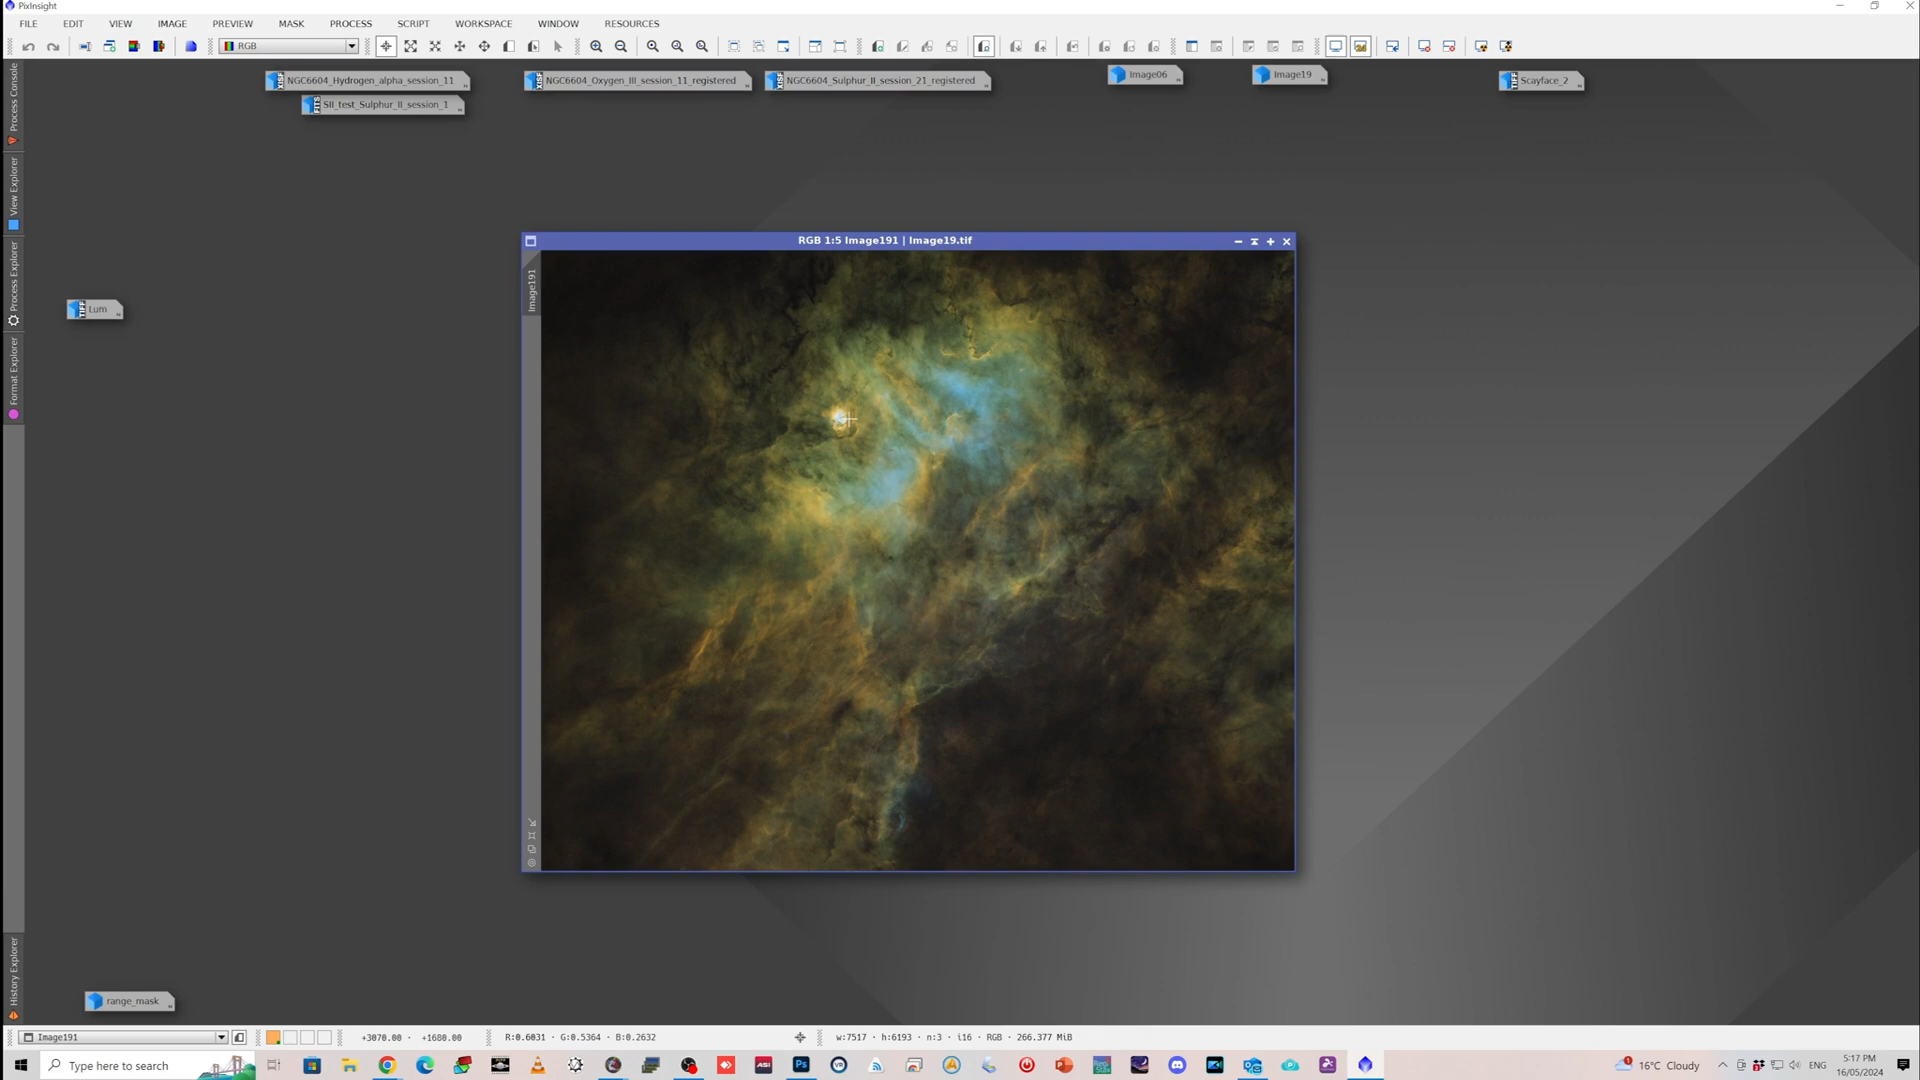 PixInsight
FILE EDIT VIEW IMAGE PREVIEW MASK PROCESS SCRIPT WORKSPACE WINDOW RESOURCES
RGB
NGC6604_Hydrogen_alpha_session_11
NGC6604_Oxygen_III_session_11_registered
NGC6604_Sulphur_II_session_21_registered
Image06
Image19
Scayface_2
SII_test_Sulphur_II_session_1
Process Console
View Explorer
Process Explorer
Format Explorer
History Explorer
RGB 1:5 Image191 | Image19.tif
Image191
Lum
range_mask
Image191 +3070.00 · +1680.00 R:0.6031 · G:0.5364 · B:0.2632 w:7517 · h:6193 · n:3 · i16 · RGB · 266.377 MiB
Type here to search
16°C Cloudy
ENG
5:17 PM
16/05/2024